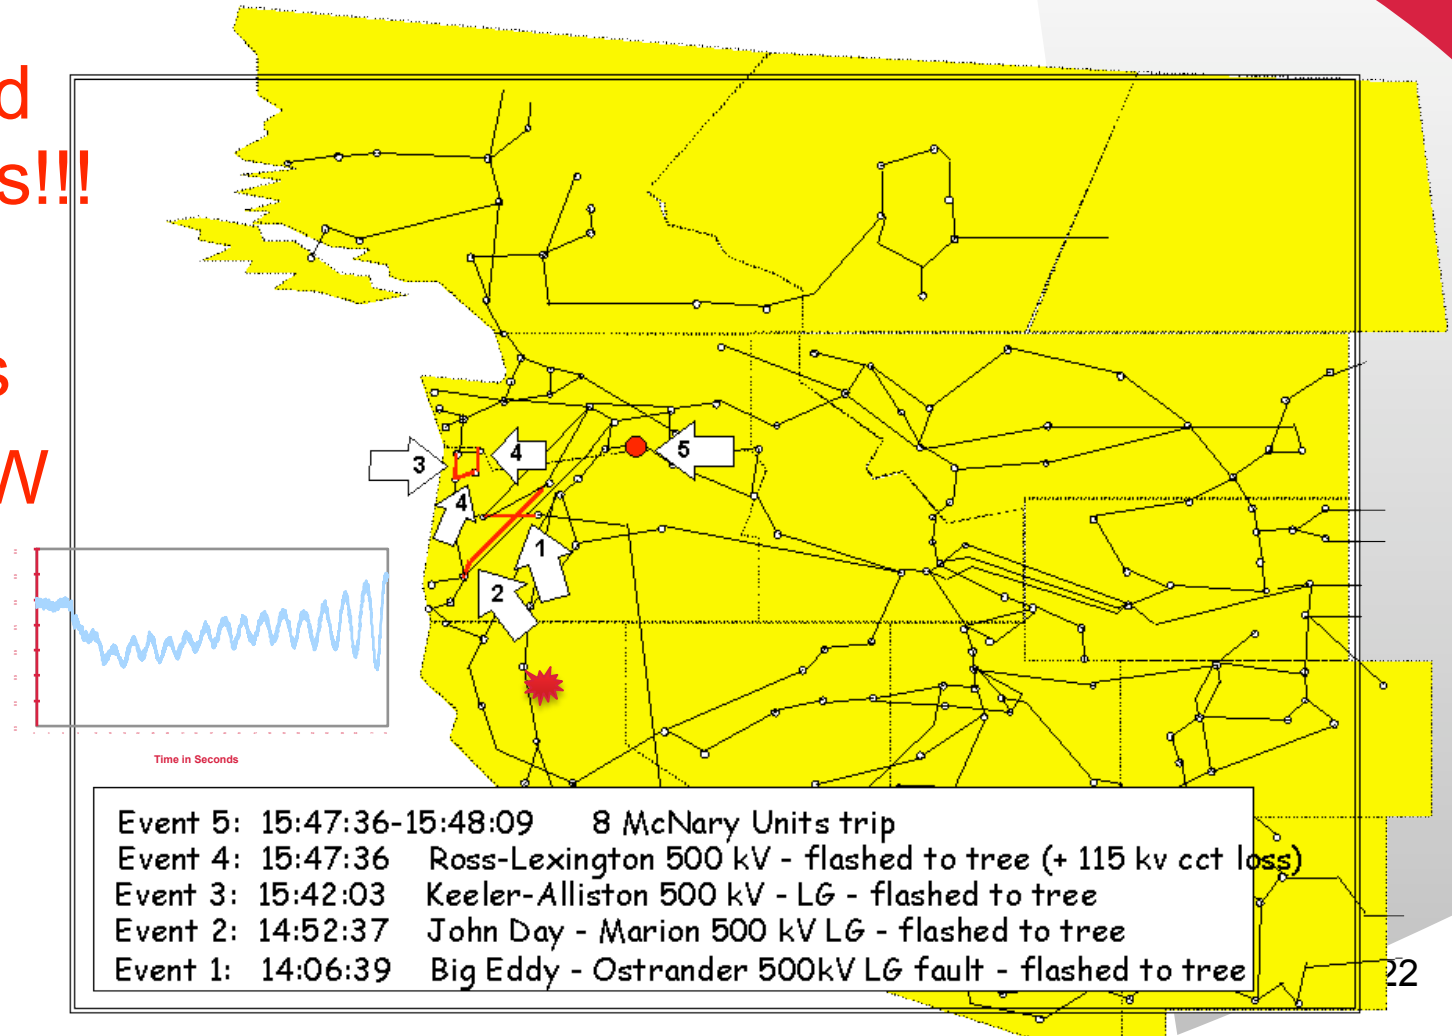 d
s!!!
s
W
3
4
5
4
1
2
Time in Seconds
Event 5: 15:47:36-15:48:09 8 McNary Units trip
Event 4: 15:47:36 Ross-Lexington 500 kV - flashed to tree (+ 115 kv cct loss)
Event 3: 15:42:03 Keeler-Alliston 500 kV - LG - flashed to tree
Event 2: 14:52:37 John Day - Marion 500 kV LG - flashed to tree
Event 1: 14:06:39 Big Eddy - Ostrander 500kV LG fault - flashed to tree
22